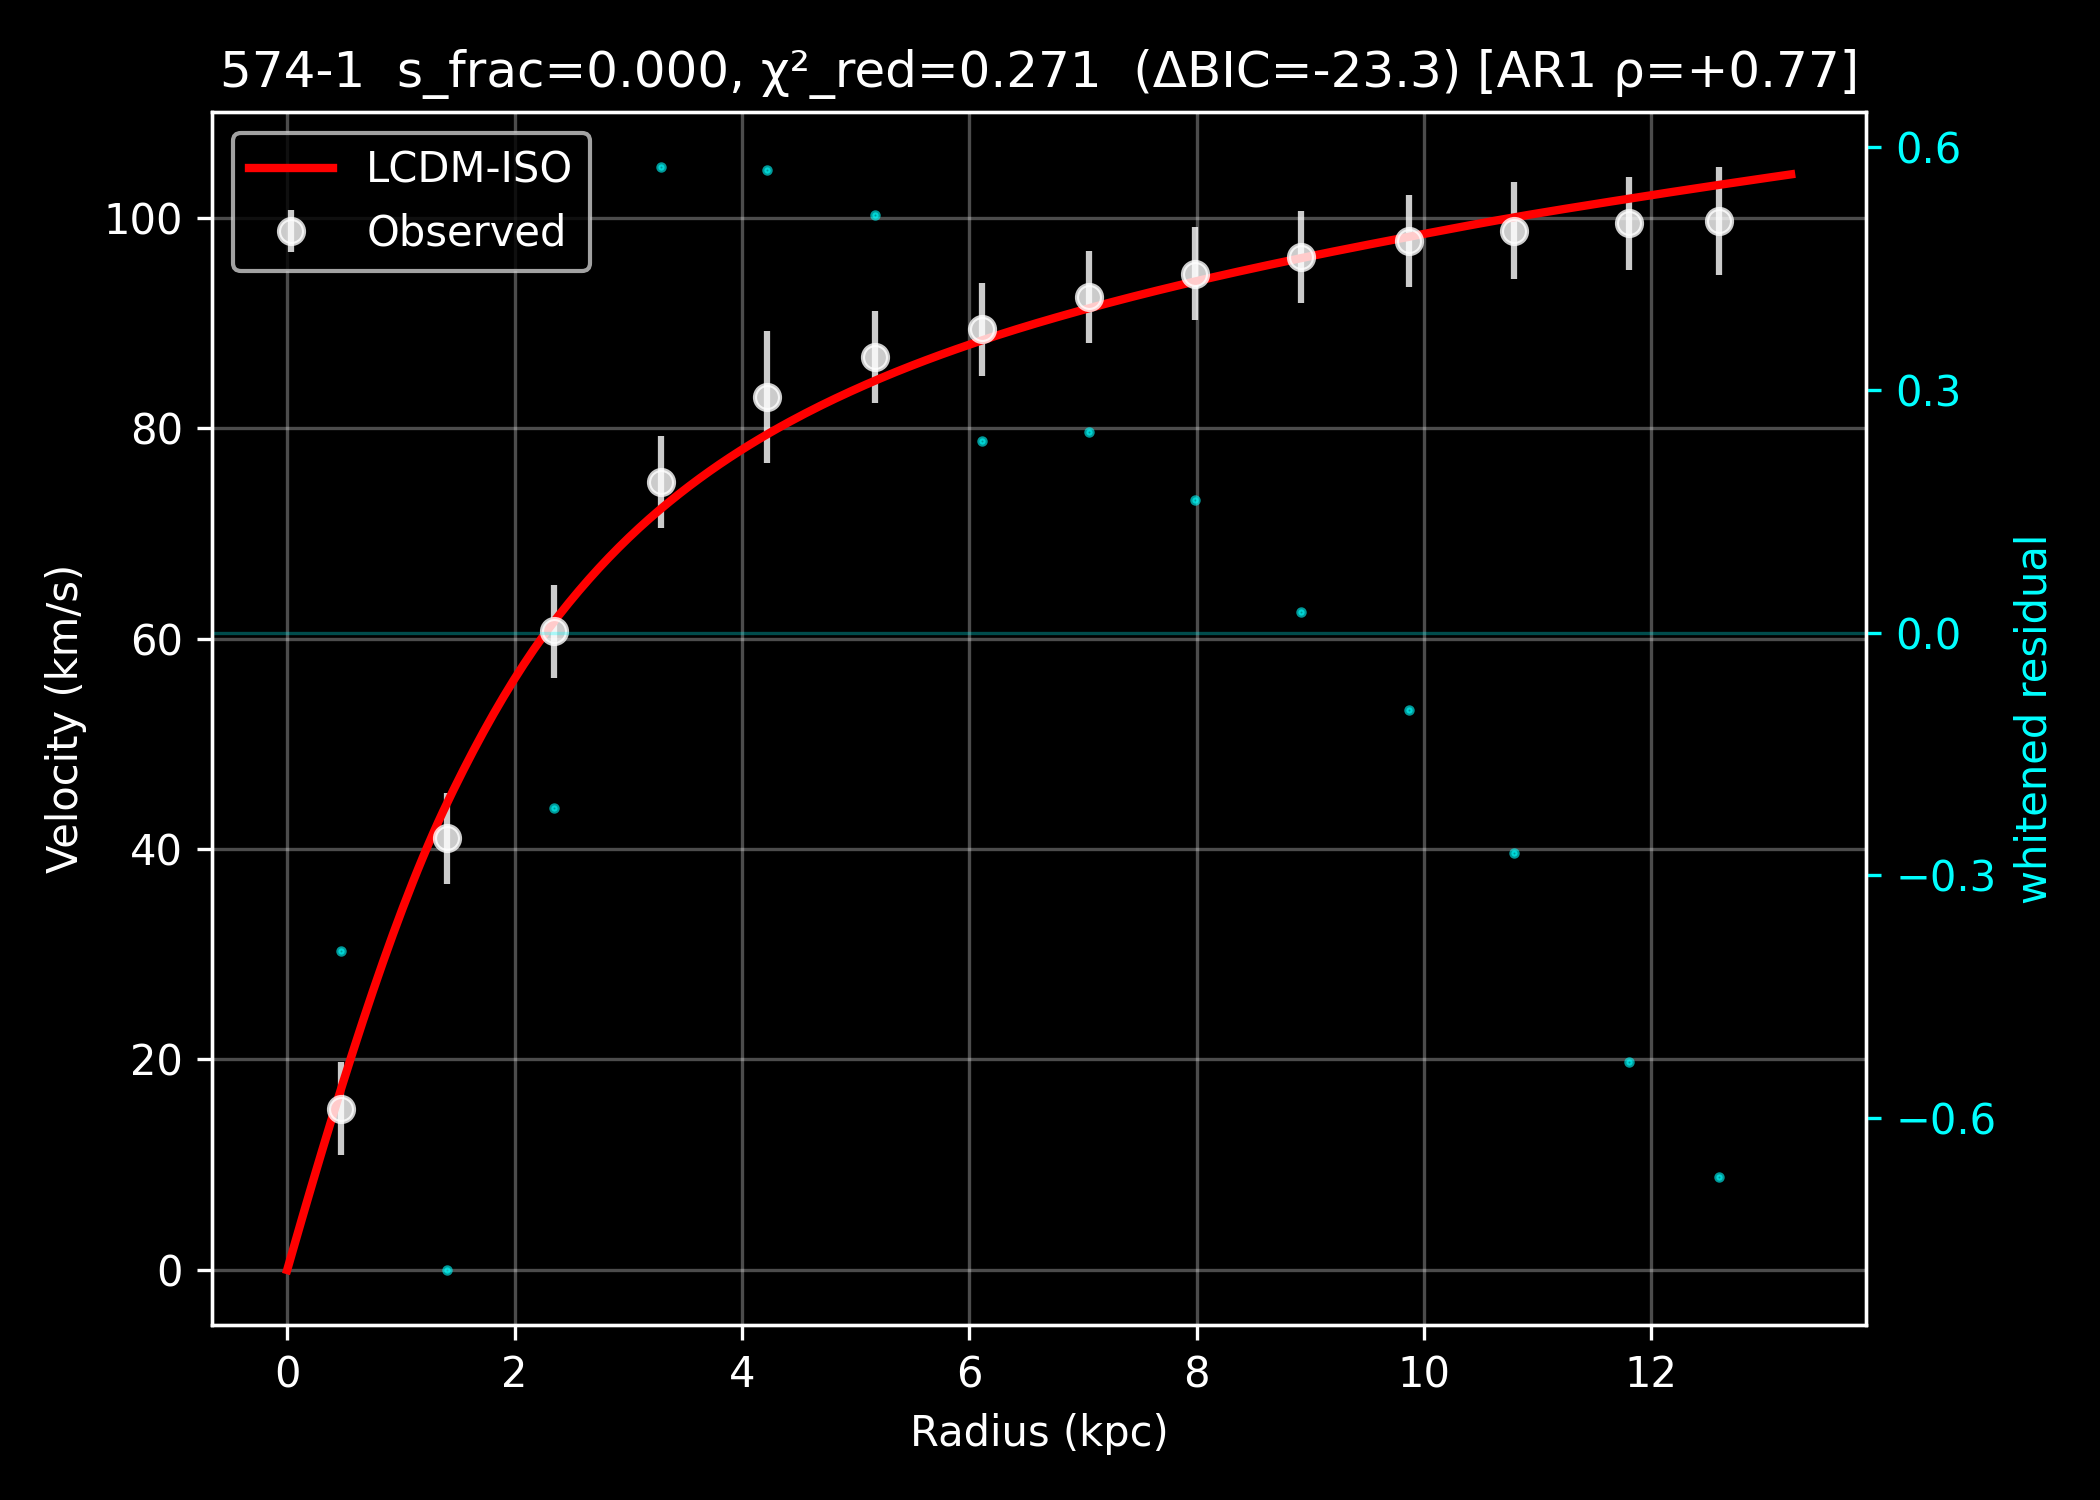 574-1  s_frac=0.000, χ²_red=0.271  (ΔBIC=-23.3) [AR1 ρ=+0.77]
LCDM-ISO
Observed
100
80
60
40
20
0
Velocity (km/s)
0.6
0.3
0.0
−0.3
−0.6
whitened residual
0 2 4 6 8 10 12
Radius (kpc)